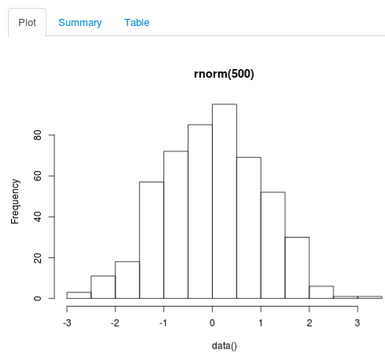 Plot Summary Table
rnorm(500)
Frequency
80
60
40
20
0
-3 -2 -1 0 1 2 3
data()